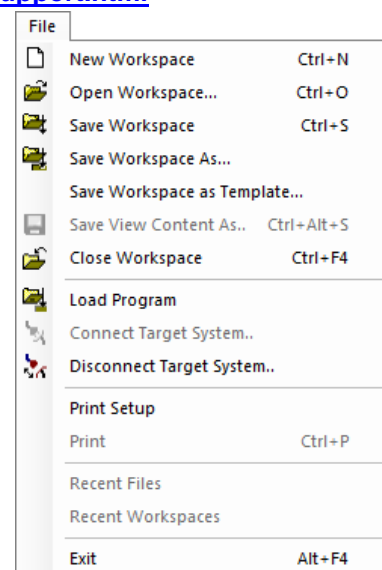 File
New Workspace Ctrl+N
Open Workspace... Ctrl+O
Save Workspace Ctrl+S
Save Workspace As...
Save Workspace as Template...
Save View Content As.. Ctrl+Alt+S
Close Workspace Ctrl+F4
Load Program
Connect Target System..
Disconnect Target System..
Print Setup
Print Ctrl+P
Recent Files
Recent Workspaces
Exit Alt+F4